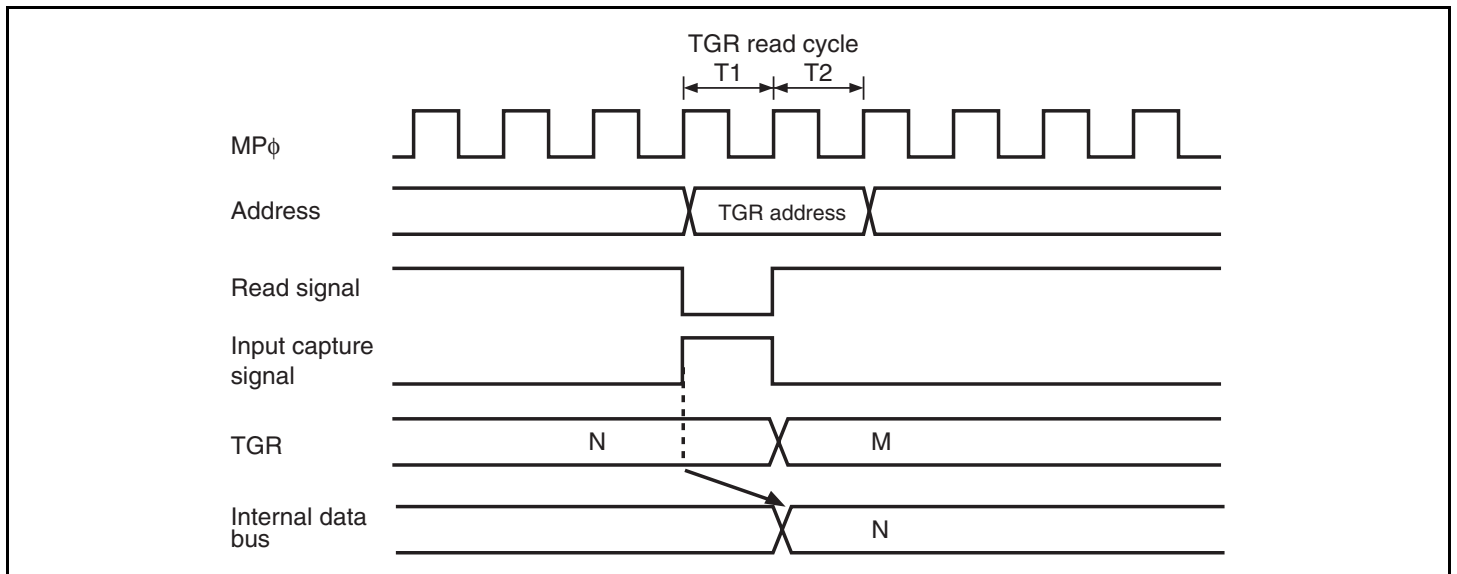 TGR read cycle
T1 T2
MPϕ
Address
TGR address
Read signal
Input capture
signal
TGR
N
M
Internal data
bus
N